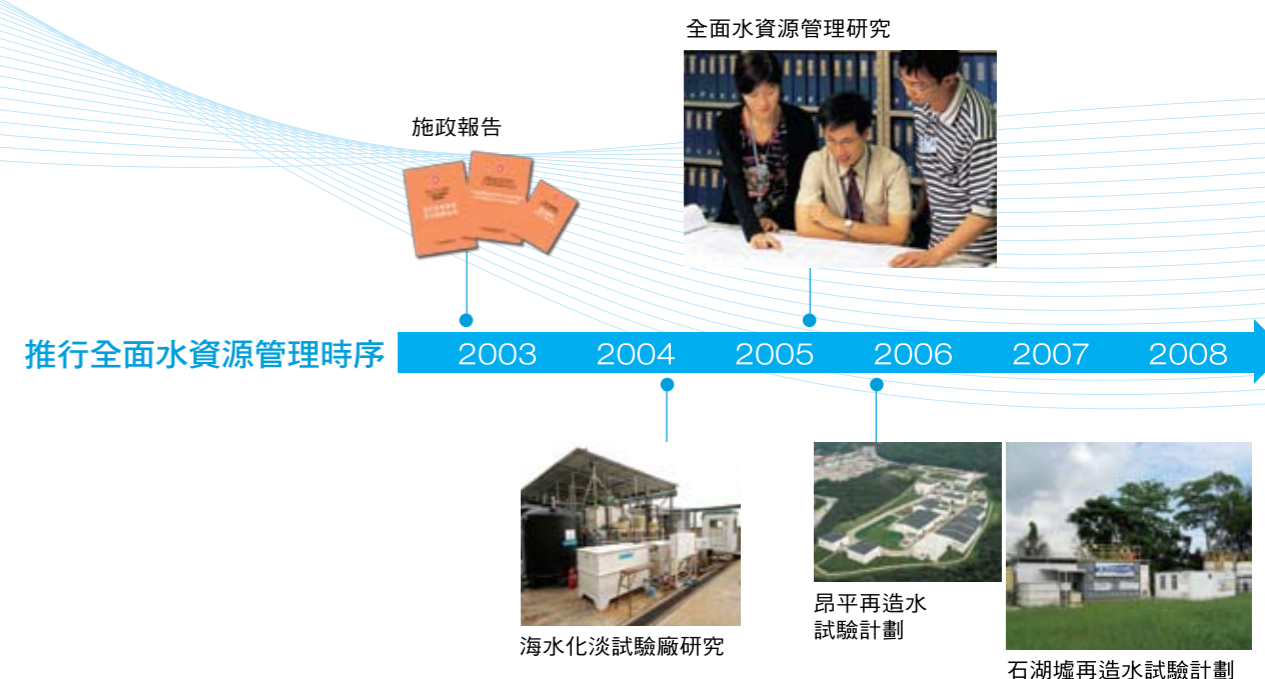 全面水資源管理研究
施政報告
推行全面水資源管理時序
2003 2004 2005 2006 2007 2008
海水化淡試驗廠研究
昂平再造水
試驗計劃
石湖墟再造水試驗計劃